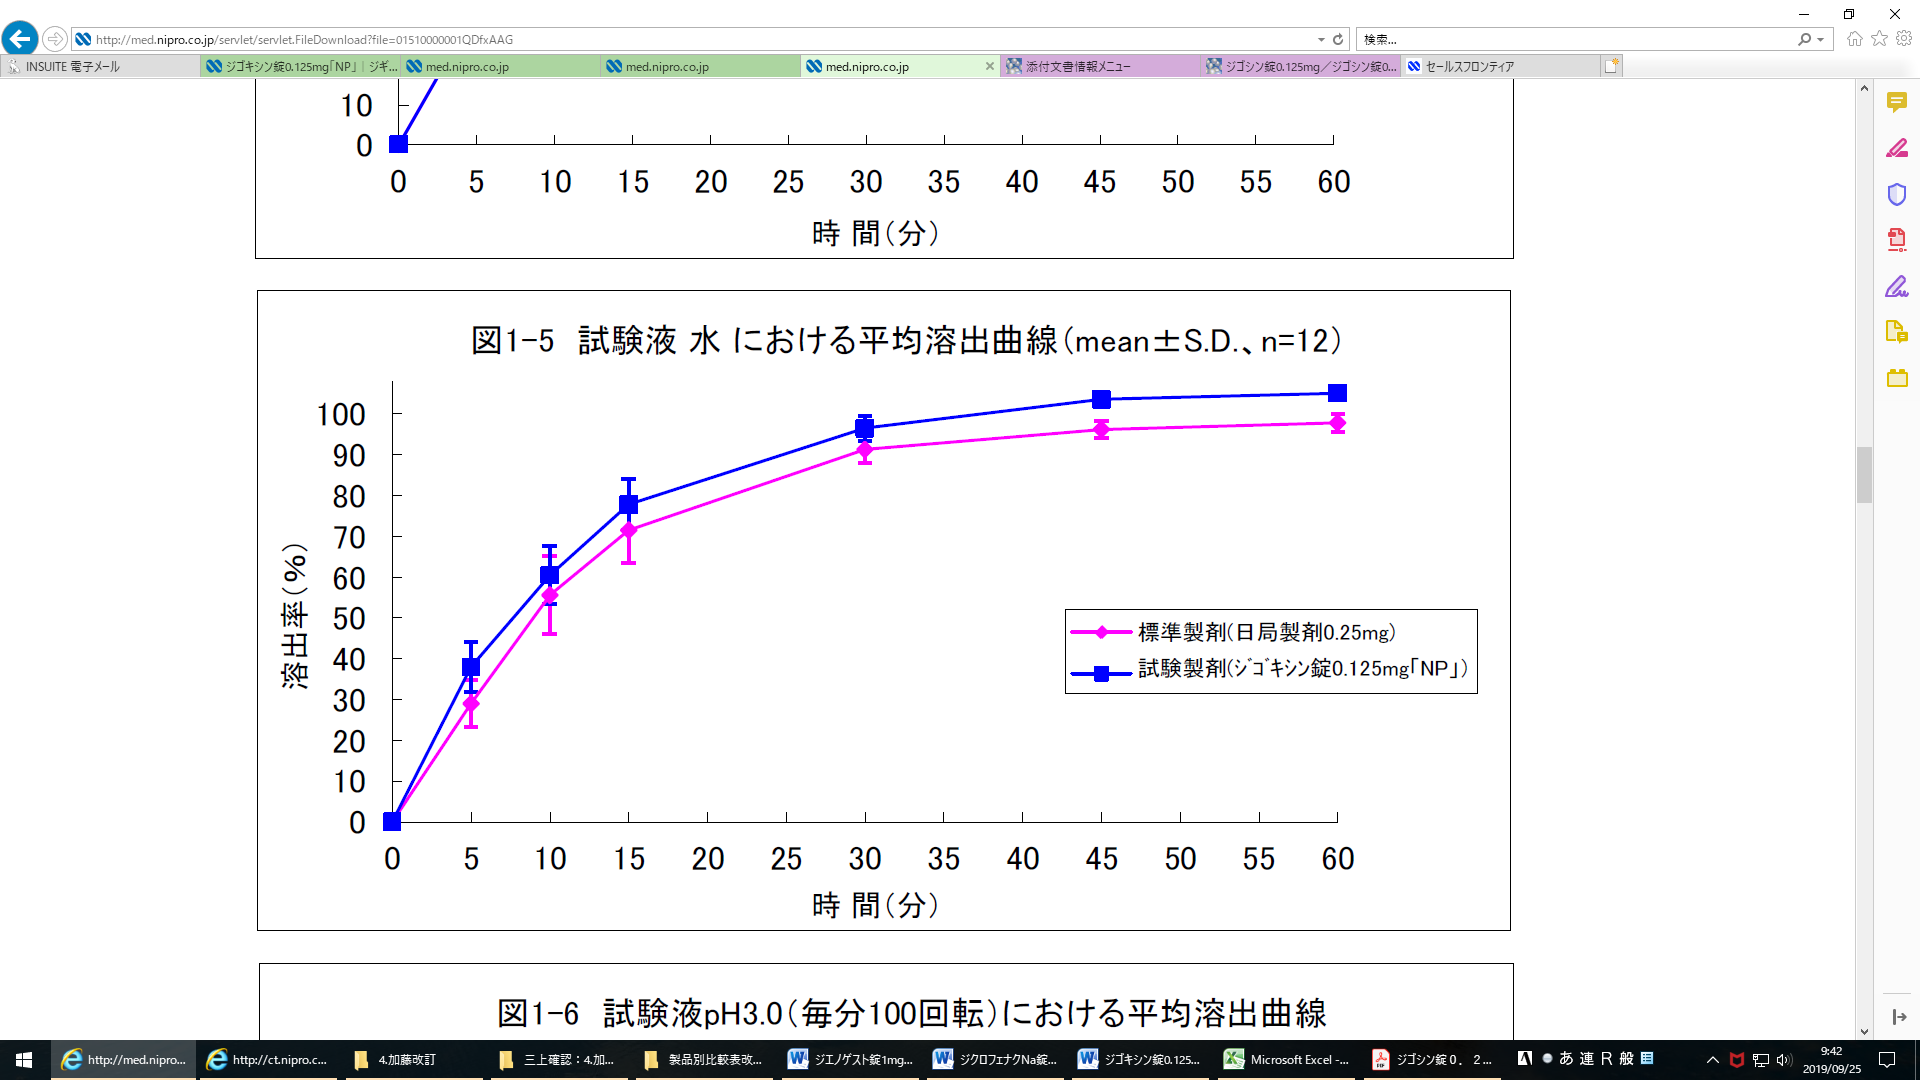 http://med.nipro.co.jp/servlet/servlet.FileDownload?file=01510000001QDfxAAG
検索...
INSUITE 電子メール
ジゴキシン錠0.125mg「NP」｜ジギ...
med.nipro.co.jp
med.nipro.co.jp
med.nipro.co.jp
添付文書情報メニュー
ジゴシン錠0.125mg／ジゴシン錠0...
セールスフロンティア
10
0
0 5 10 15 20 25 30 35 40 45 50 55 60
時 間(分)
図1-5 試験液 水 における平均溶出曲線(mean±S.D.、n=12)
溶出率(%)
100
90
80
70
60
50
40
30
20
10
0
標準製剤(日局製剤0.25mg)
試験製剤(ｼﾞｺﾞｷｼﾝ錠0.125mg「NP」)
0 5 10 15 20 25 30 35 40 45 50 55 60
時 間(分)
図1-6 試験液pH3.0(毎分100回転)における平均溶出曲線
http://med.nipro...
http://ct.nipro.c...
4.加藤改訂
三上確認：4.加...
製品別比較表改...
ジエノゲスト錠1mg...
ジクロフェナクNa錠...
ジゴキシン錠0.125...
Microsoft Excel -...
ジゴシン錠０．２...
あ 連 R 般
9:42
2019/09/25